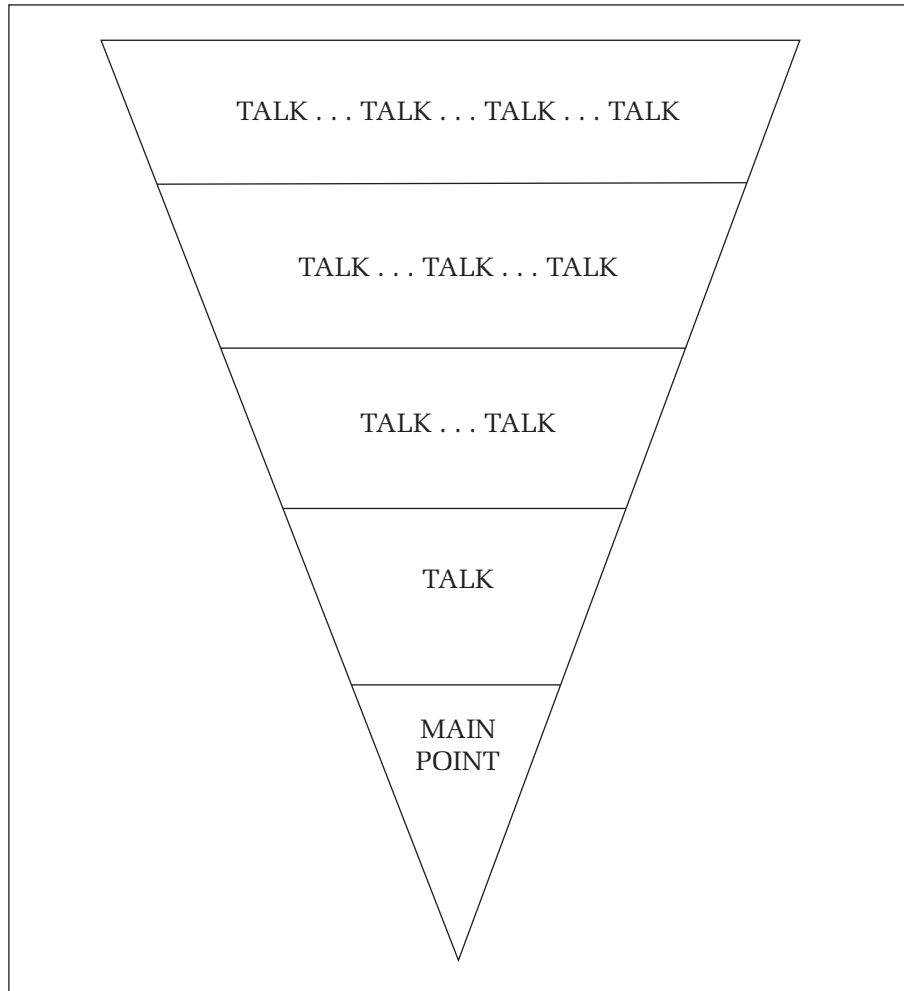 TALK . . . TALK . . . TALK . . . TALK
TALK . . . TALK . . . TALK
TALK . . . TALK
TALK
MAIN
POINT